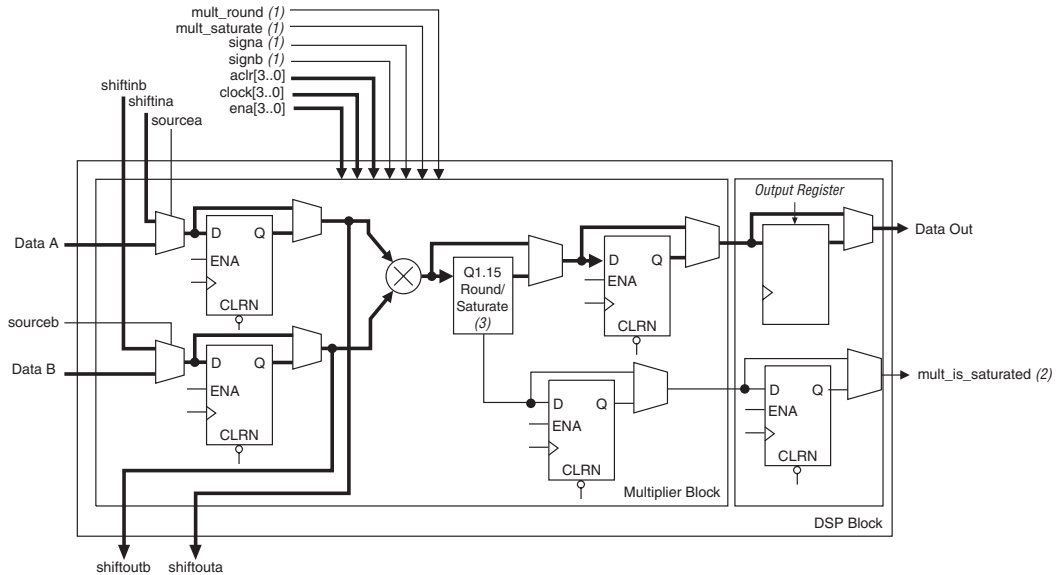 mult_round (1)
mult_saturate (1)
signa (1)
signb (1)
aclr[3..0]
clock[3..0]
ena[3..0]
shiftinb
shiftina
sourcea
Data A
D Q
ENA
CLRN
sourceb
Data B
D Q
ENA
CLRN
Q1.15
Round/
Saturate
(3)
D Q
ENA
CLRN
D Q
ENA
CLRN
Multiplier Block
Output Register
Data Out
D Q
ENA
CLRN
mult_is_saturated (2)
DSP Block
shiftoutb
shiftouta